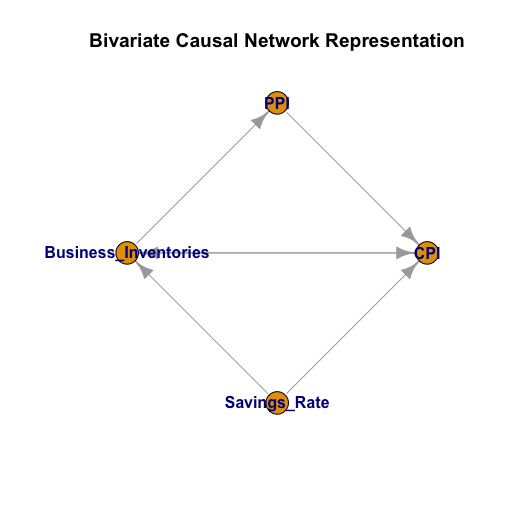 Bivariate Causal Network Representation
PPI
Business_Inventories
CPI
Savings_Rate